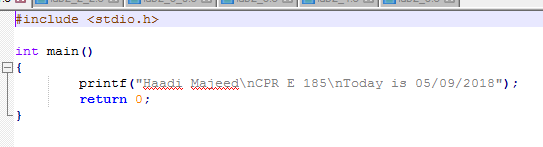 #include <stdio.h>
int main()
{
printf("Haadi Majeed\nCPR E 185\nToday is 05/09/2018");
return 0;
}